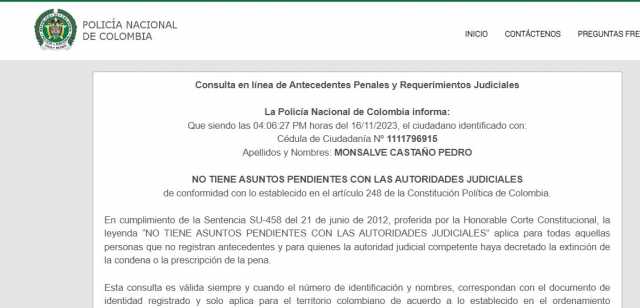 POLICÍA NACIONAL
DE COLOMBIA
INICIO CONTÁCTENOS PREGUNTAS FRE
Consulta en línea de Antecedentes Penales y Requerimientos Judiciales
La Policía Nacional de Colombia informa:
Que siendo las 04:06:27 PM horas del 16/11/2023, el ciudadano identificado con:
Cédula de Ciudadanía Nº 1111796915
Apellidos y Nombres: MONSALVE CASTAÑO PEDRO
NO TIENE ASUNTOS PENDIENTES CON LAS AUTORIDADES JUDICIALES
de conformidad con lo establecido en el artículo 248 de la Constitución Política de Colombia.
En cumplimiento de la Sentencia SU-458 del 21 de junio de 2012, proferida por la Honorable Corte Constitucional, la
leyenda "NO TIENE ASUNTOS PENDIENTES CON LAS AUTORIDADES JUDICIALES" aplica para todas aquellas
personas que no registran antecedentes y para quienes la autoridad judicial competente haya decretado la extinción de
la condena o la prescripción de la pena.
Esta consulta es válida siempre y cuando el número de identificación y nombres, correspondan con el documento de
identidad registrado y solo aplica para el territorio colombiano de acuerdo a lo establecido en el ordenamiento